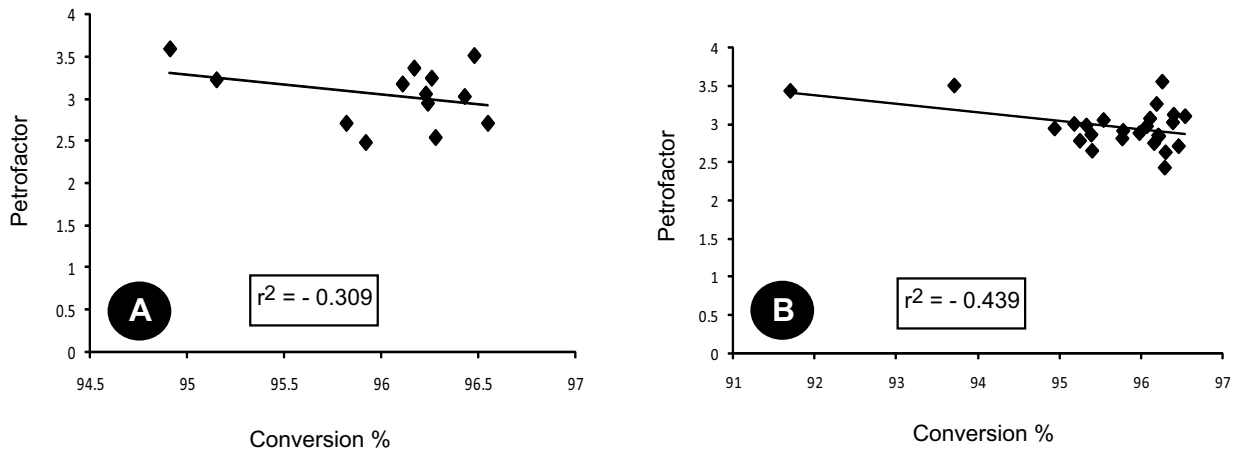 4
3.5
3
2.5
2
1.5
1
0.5
0
Petrofactor
94.5 95 95.5 96 96.5 97
Conversion %
A
r2 = - 0.309
4
3.5
3
2.5
2
1.5
1
0.5
0
Petrofactor
91 92 93 94 95 96 97
Conversion %
B
r2 = - 0.439